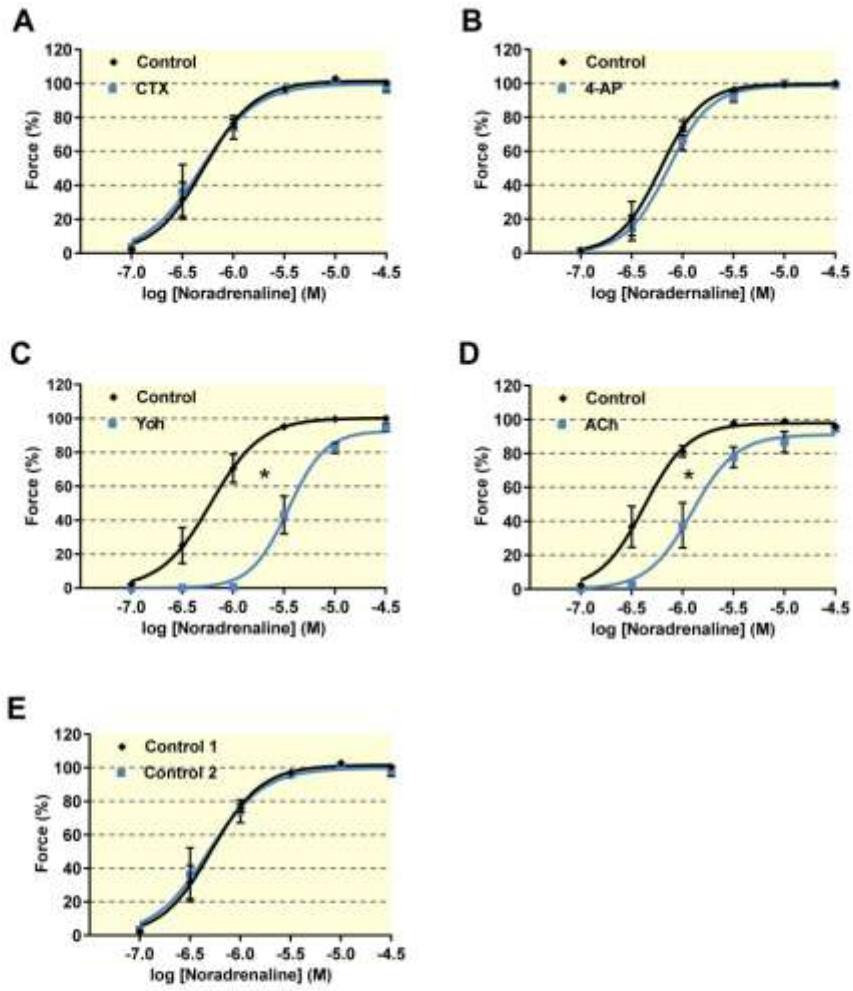 A
120
100
80
60
40
20
0
Force (%)
Control
CTX
-7.0 -6.5 -6.0 -5.5 -5.0 -4.5
log [Noradrenaline] (M)
B
120
100
80
60
40
20
0
Force (%)
Control
4-AP
-7.0 -6.5 -6.0 -5.5 -5.0 -4.5
log [Noradernaline] (M)
C
120
100
80
60
40
20
0
Force (%)
Control
Yoh
*
-7.0 -6.5 -6.0 -5.5 -5.0 -4.5
log [Noradrenaline] (M)
D
120
100
80
60
40
20
0
Force (%)
Control
ACh
*
-7.0 -6.5 -6.0 -5.5 -5.0 -4.5
log [Noradrenaline] (M)
E
120
100
80
60
40
20
0
Force (%)
Control 1
Control 2
-7.0 -6.5 -6.0 -5.5 -5.0 -4.5
log [Noradrenaline] (M)